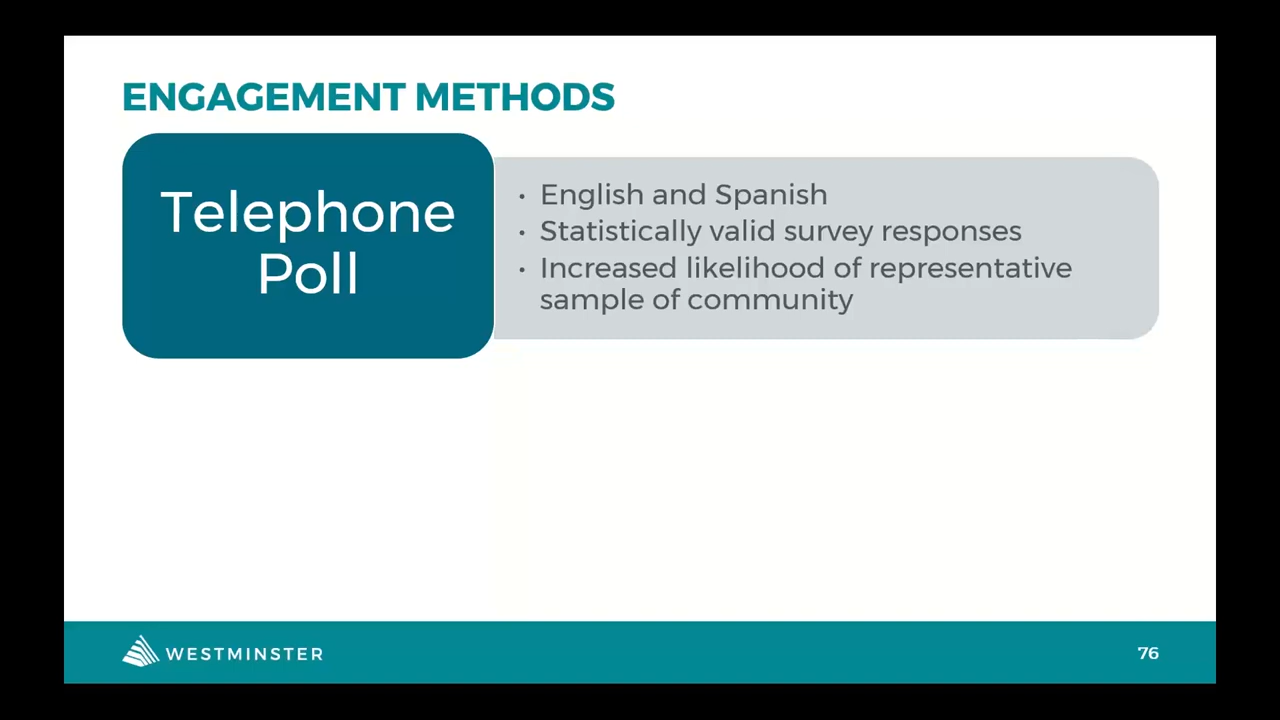 ENGAGEMENT METHODS
Telephone
Poll
• English and Spanish
• Statistically valid survey responses
• Increased likelihood of representative
sample of community
WESTMINSTER
76